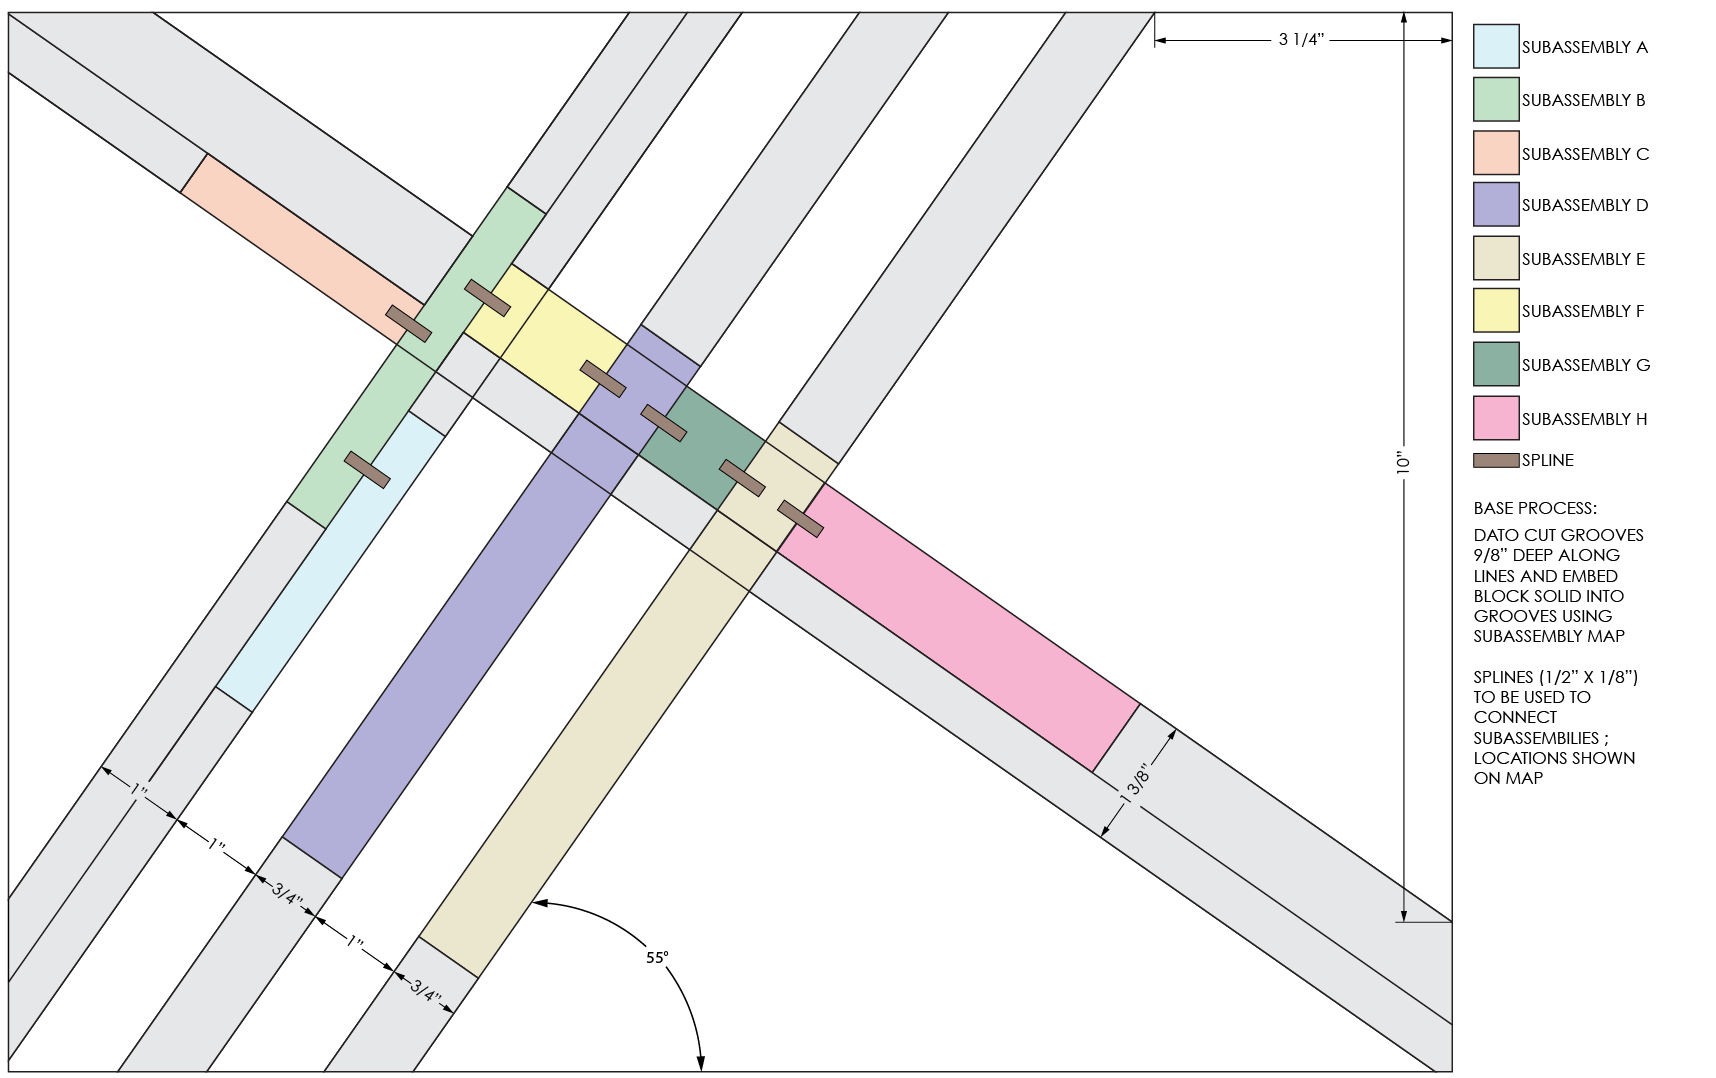 3 1/4”
10”
1”
1”
3/4”
1”
3/4”
55°
1 3/8”
SUBASSEMBLY A
SUBASSEMBLY B
SUBASSEMBLY C
SUBASSEMBLY D
SUBASSEMBLY E
SUBASSEMBLY F
SUBASSEMBLY G
SUBASSEMBLY H
SPLINE
BASE PROCESS:
DATO CUT GROOVES
9/8” DEEP ALONG
LINES AND EMBED
BLOCK SOLID INTO
GROOVES USING
SUBASSEMBLY MAP
SPLINES (1/2” X 1/8”)
TO BE USED TO
CONNECT
SUBASSEMBILIES ;
LOCATIONS SHOWN
ON MAP